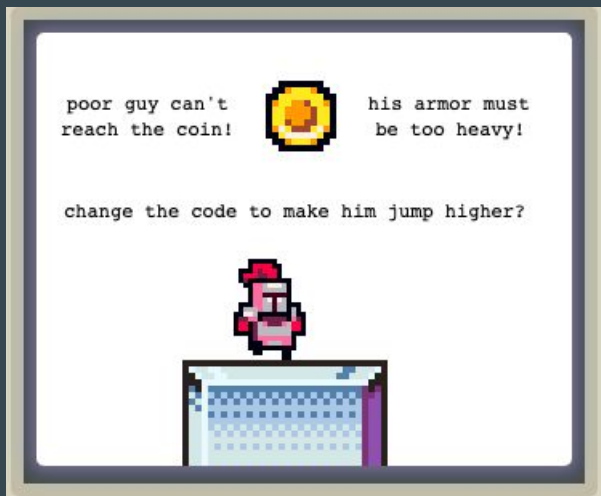 poor guy can't
reach the coin!
his armor must
be too heavy!
change the code to make him jump higher?